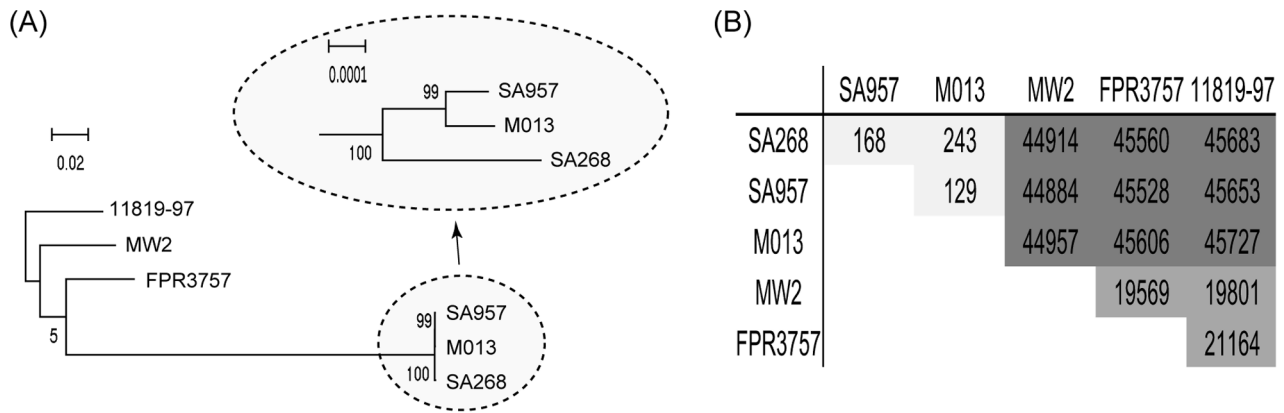 (A)
0.0001
99
SA957
M013
100
SA268
0.02
11819-97
MW2
FPR3757
5
99
SA957
M013
100
SA268
(B)
SA957 M013 MW2 FPR3757 11819-97
SA268 168 243 44914 45560 45683
SA957 129 44884 45528 45653
M013 44957 45606 45727
MW2 19569 19801
FPR3757 21164